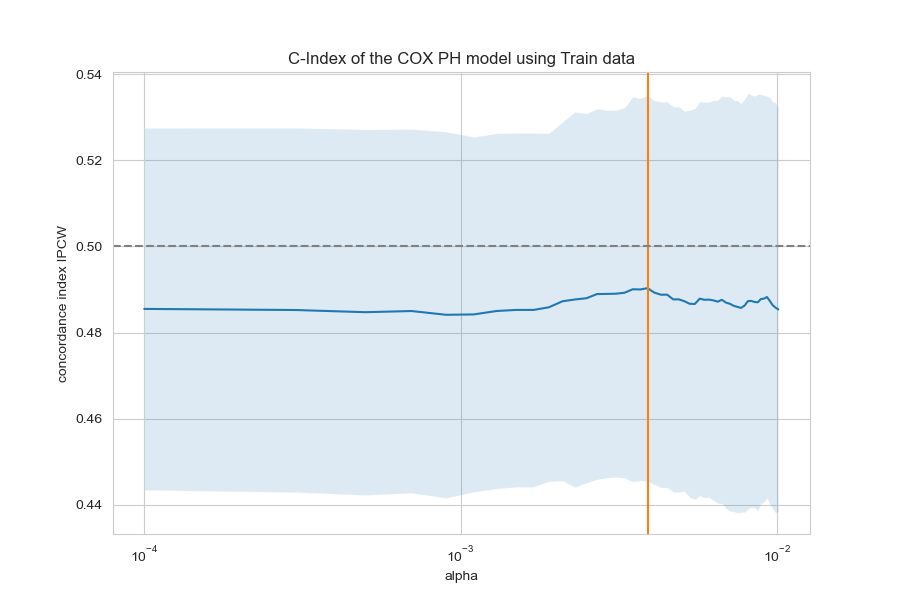 C-Index of the COX PH model using Train data
concordance index IPCW
0.54
0.52
0.50
0.48
0.46
0.44
10⁻⁴ 10⁻³ 10⁻²
alpha